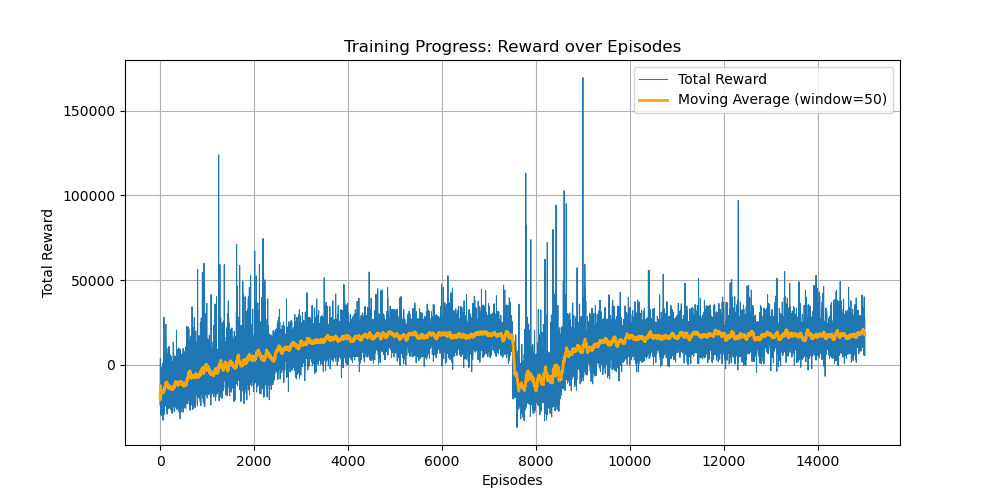 Training Progress: Reward over Episodes
Total Reward
Moving Average (window=50)
150000
100000
50000
0
Total Reward
0 2000 4000 6000 8000 10000 12000 14000
Episodes